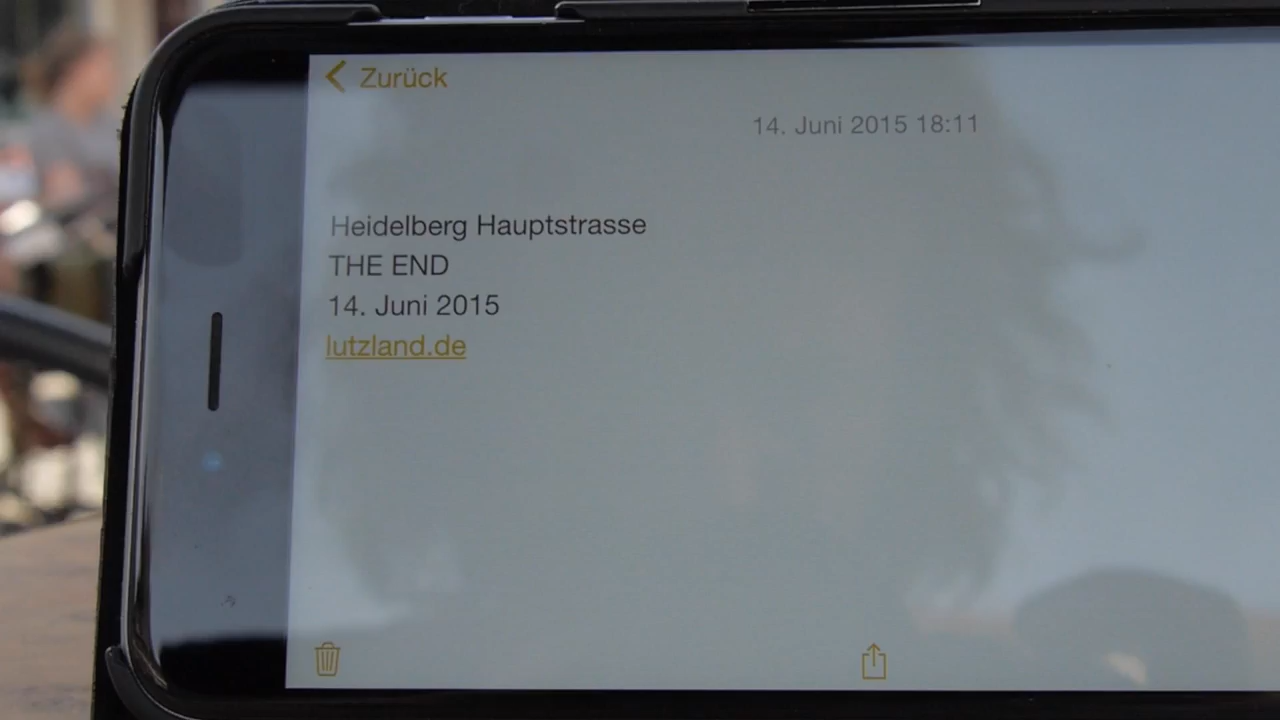 Zurück
14. Juni 2015 18:11
Heidelberg Hauptstrasse
THE END
14. Juni 2015
lutzland.de